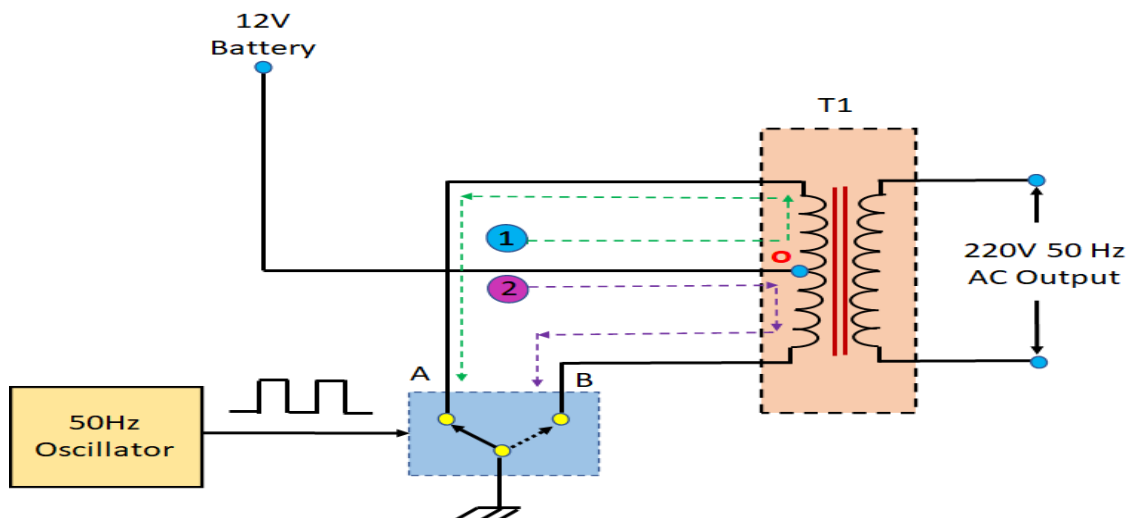 12V
Battery
T1
1
O
2
220V 50 Hz
AC Output
A
B
50Hz
Oscillator